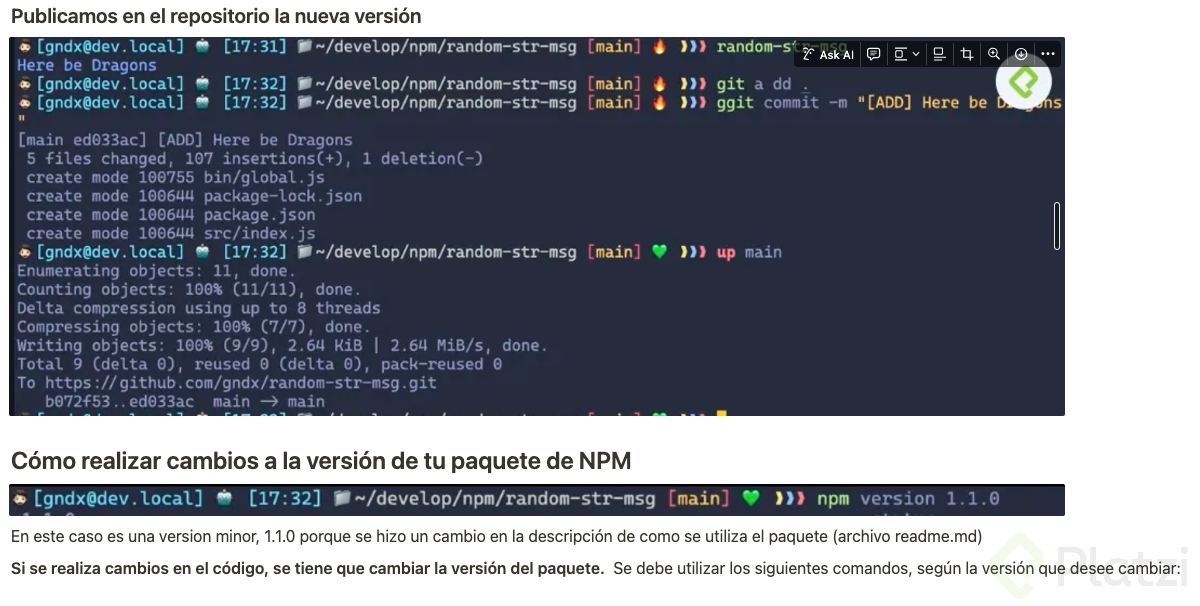 Publicamos en el repositorio la nueva versión
[gndx@dev.local] [17:31] ~/develop/npm/random-str-msg [main] ❱❱❱ random-str-msg
Ask AI
Here be Dragons
[gndx@dev.local] [17:32] ~/develop/npm/random-str-msg [main] ❱❱❱ git a dd .
[gndx@dev.local] [17:32] ~/develop/npm/random-str-msg [main] ❱❱❱ ggit commit -m "[ADD] Here be Dragons
"
[main ed033ac] [ADD] Here be Dragons
5 files changed, 107 insertions(+), 1 deletion(-)
create mode 100755 bin/global.js
create mode 100644 package-lock.json
create mode 100644 package.json
create mode 100644 src/index.js
[gndx@dev.local] [17:32] ~/develop/npm/random-str-msg [main] ❱❱❱ up main
Enumerating objects: 11, done.
Counting objects: 100% (11/11), done.
Delta compression using up to 8 threads
Compressing objects: 100% (7/7), done.
Writing objects: 100% (9/9), 2.64 KiB | 2.64 MiB/s, done.
Total 9 (delta 0), reused 0 (delta 0), pack-reused 0
To https://github.com/gndx/random-str-msg.git
b072f53..ed033ac main -> main
Cómo realizar cambios a la versión de tu paquete de NPM
[gndx@dev.local] [17:32] ~/develop/npm/random-str-msg [main] ❱❱❱ npm version 1.1.0
En este caso es una version minor, 1.1.0 porque se hizo un cambio en la descripción de como se utiliza el paquete (archivo readme.md)
Si se realiza cambios en el código, se tiene que cambiar la versión del paquete. Se debe utilizar los siguientes comandos, según la versión que desee cambiar:
Platzi